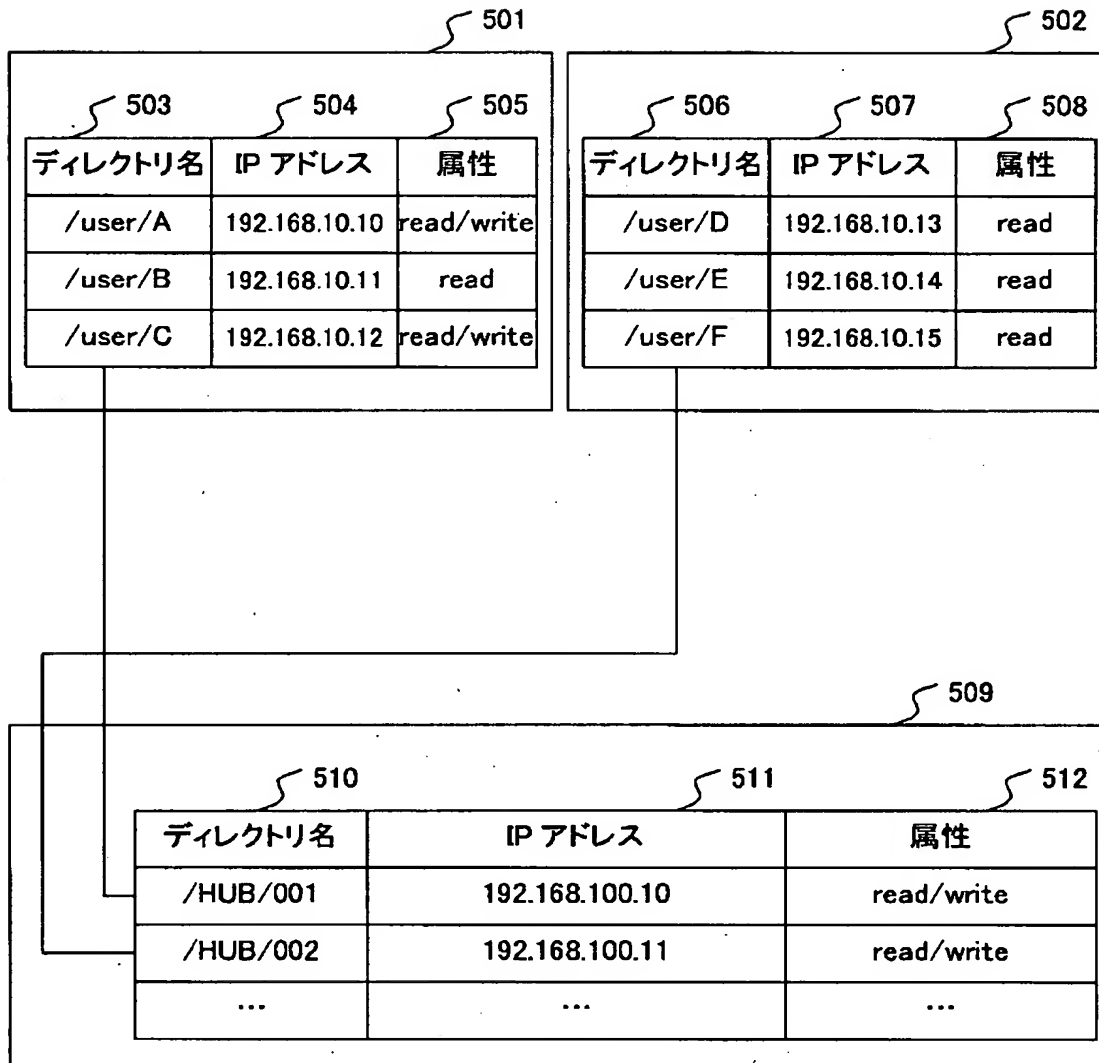 501 502
503 504 505 506 507 508
ディレクトリ名 IP アドレス 属性 ディレクトリ名 IP アドレス 属性
/user/A 192.168.10.10 read/write /user/D 192.168.10.13 read
/user/B 192.168.10.11 read /user/E 192.168.10.14 read
/user/C 192.168.10.12 read/write /user/F 192.168.10.15 read
509
510 511 512
ディレクトリ名 IP アドレス 属性
/HUB/001 192.168.100.10 read/write
/HUB/002 192.168.100.11 read/write
… … …